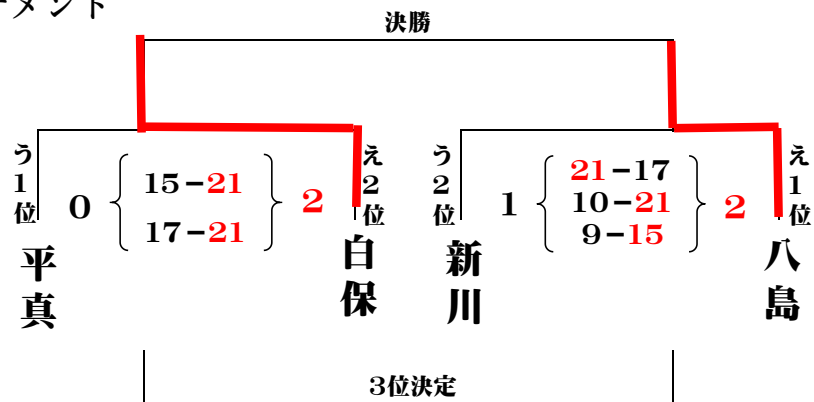 ーメント
決勝
う1位
え2位
う2位
え1位
0
15-21
17-21
2
1
21-17
10-21
9-15
2
平真
白保
新川
八島
3位決定